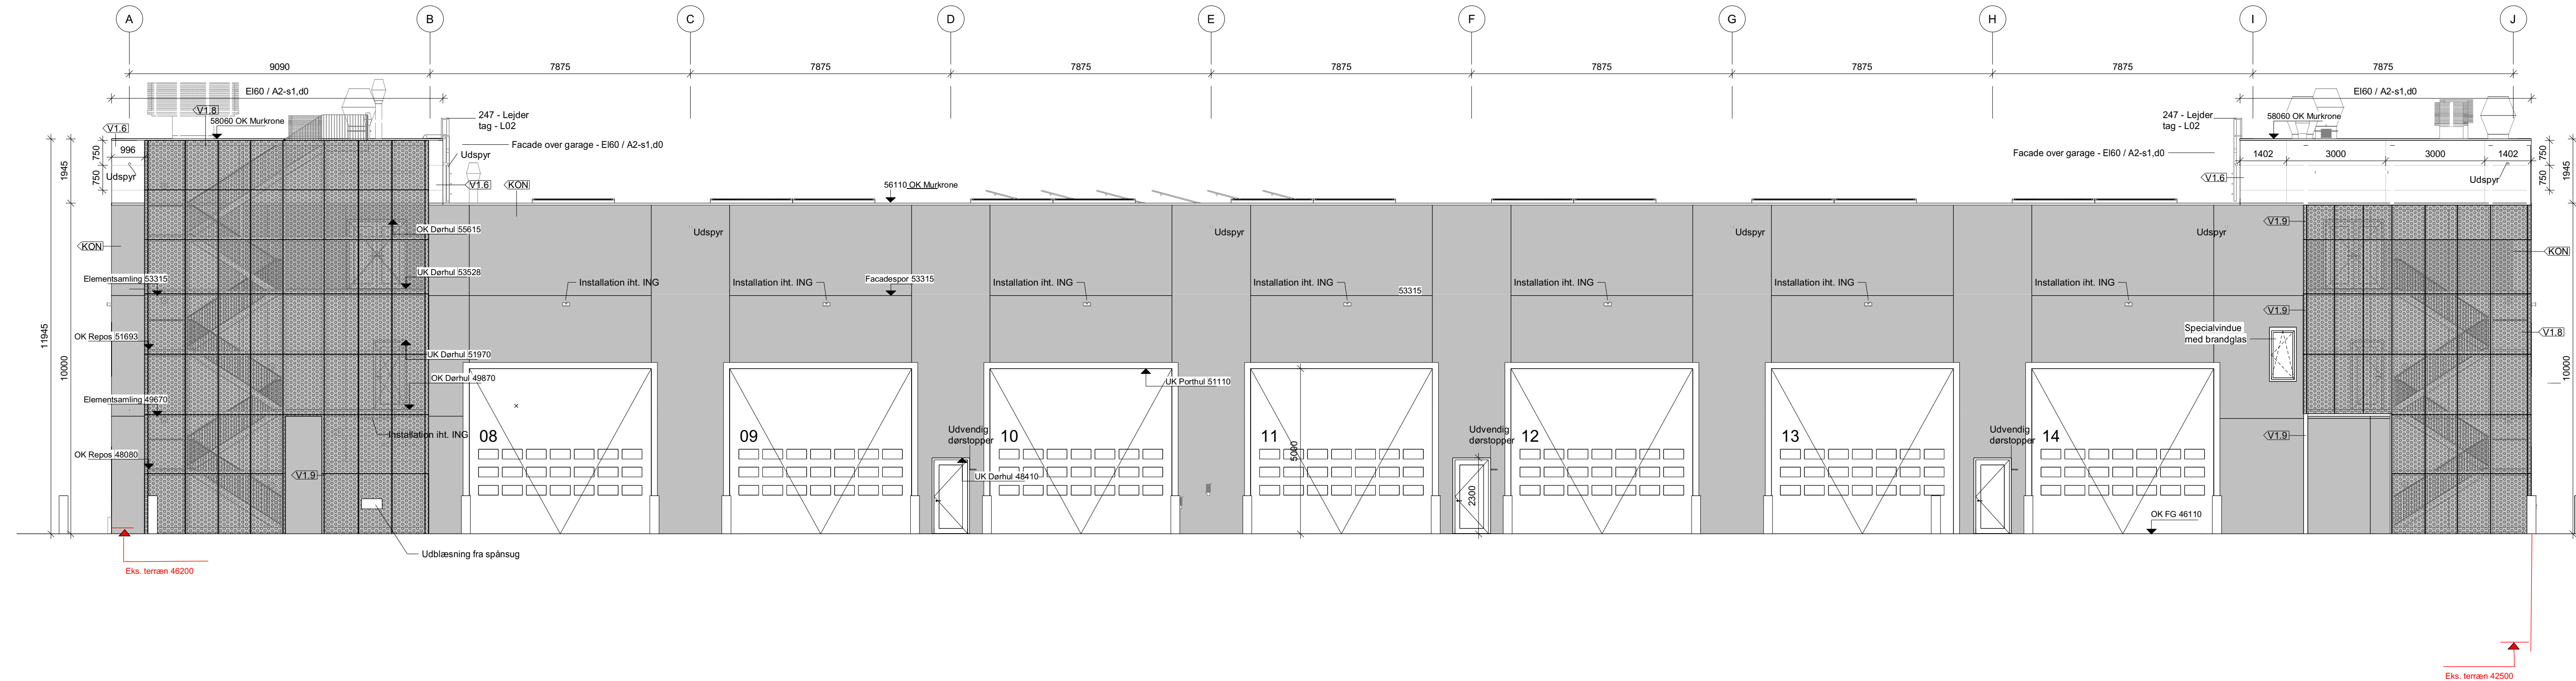 A B C D E F G H I J
9090 7875 7875 7875 7875 7875 7875 7875 7875
EI60 / A2-s1,d0
EI60 / A2-s1,d0
V1.8
58060 OK Murkrone
V1.6
996
750
750
1945
Udspyr
247 - Lejder
tag - L02
Facade over garage - EI60 / A2-s1,d0
Udspyr
V1.6
KON
56110 OK Murkrone
247 - Lejder
tag - L02
58060 OK Murkrone
Facade over garage - EI60 / A2-s1,d0
1402 3000 3000 1402
V1.6
Udspyr
750
750
1945
OK Dørhul 55615
Udspyr
Udspyr
Udspyr
Udspyr
V1.9
KON
KON
UK Dørhul 53528
Elementsamling 53315
Installation iht. ING
Installation iht. ING
Facadespor 53315
Installation iht. ING
Installation iht. ING
53315
Installation iht. ING
Installation iht. ING
Installation iht. ING
V1.9
11945
10000
OK Repos 51693
UK Dørhul 51970
Specialvindue
med brandglas
V1.8
10000
OK Dørhul 49870
UK Porthul 51110
Elementsamling 49670
Installation iht. ING
08
09
Udvendig
dørstopper
10
11
5000
Udvendig
dørstopper
12
13
Udvendig
dørstopper
14
V1.9
OK Repos 48080
V1.9
UK Dørhul 48410
2300
OK FG 46110
Udblæsning fra spånsug
Eks. terræn 46200
Eks. terræn 42500